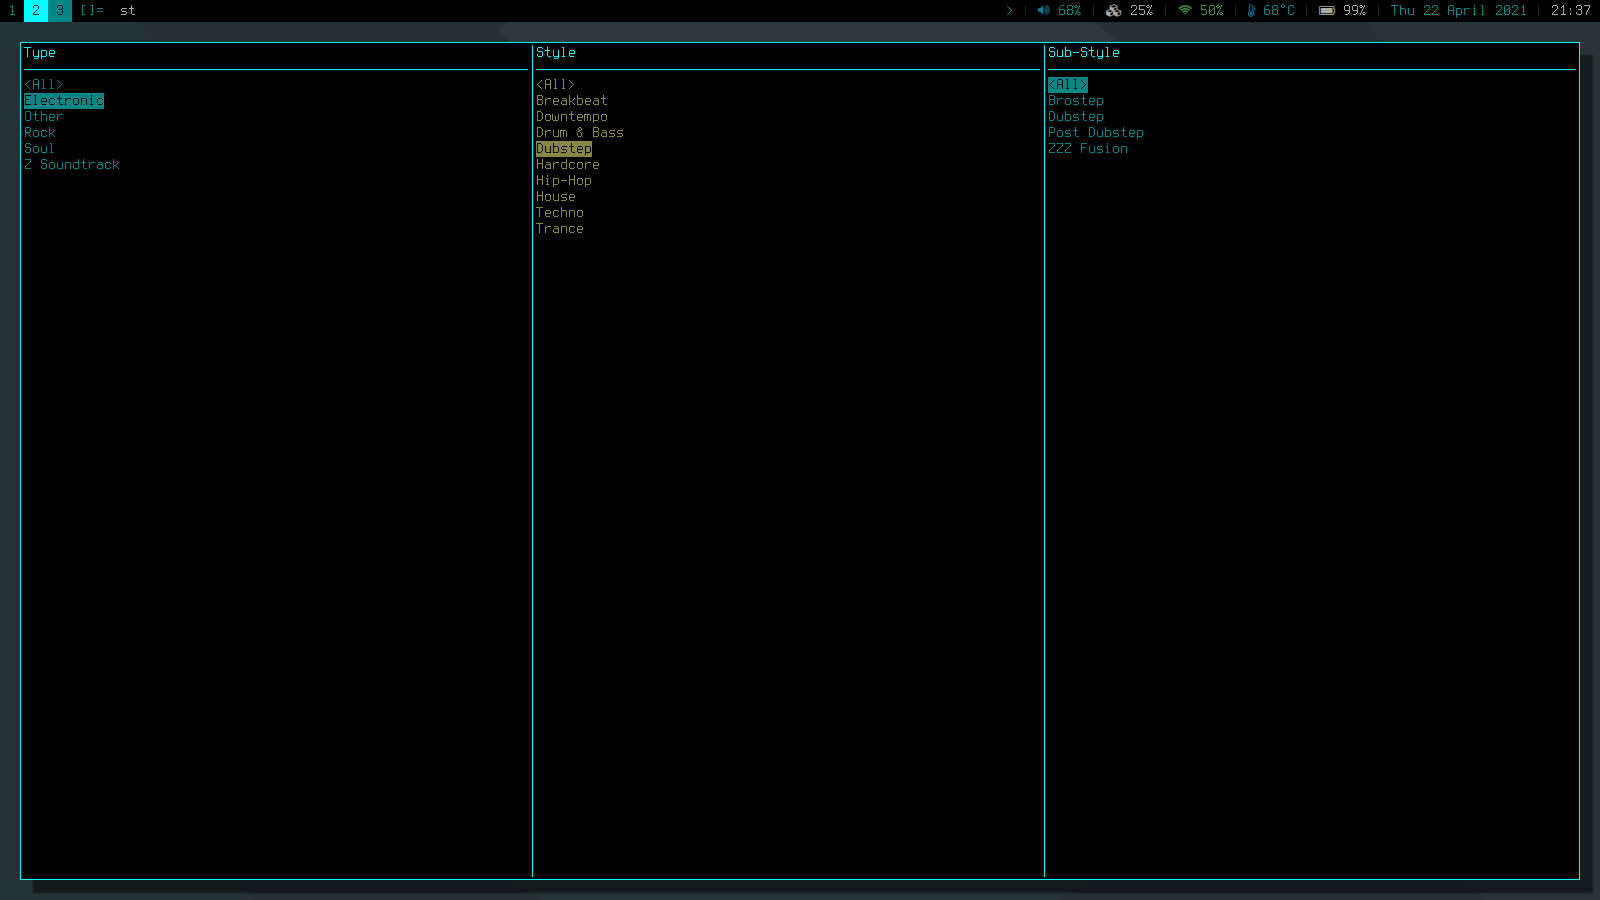 1 2 3 []= st > 68% 25% 50% 68°C 99% Thu 22 April 2021 21:37
Type
<All>
Electronic
Other
Rock
Soul
Z Soundtrack
Style
<All>
Breakbeat
Downtempo
Drum & Bass
Dubstep
Hardcore
Hip-Hop
House
Techno
Trance
Sub-Style
<All>
Brostep
Dubstep
Post Dubstep
ZZZ Fusion